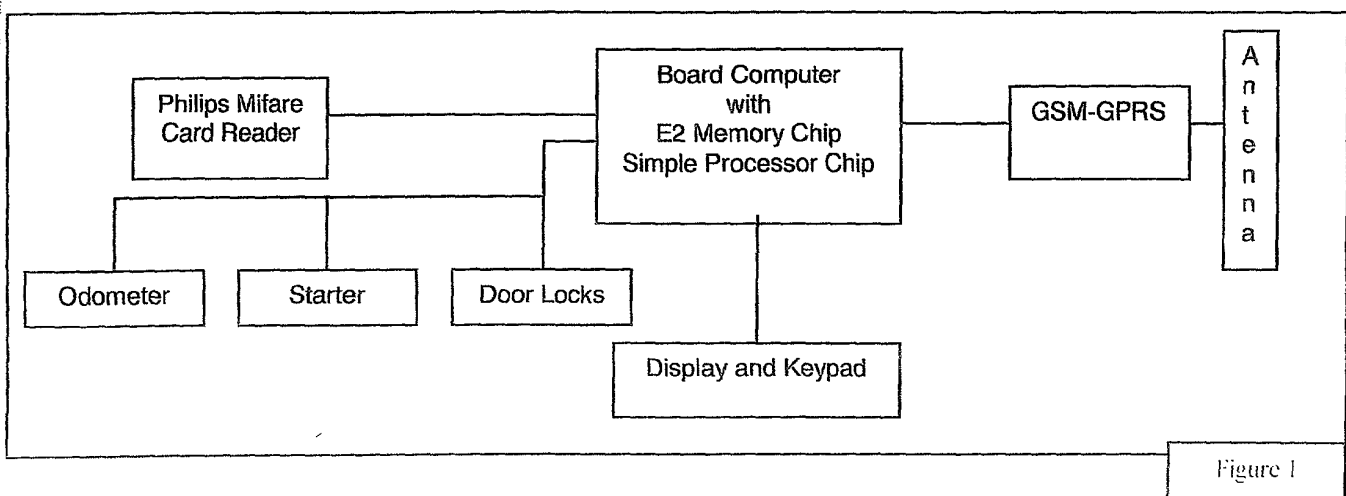 Philips Mifare
Card Reader
Board Computer
with
E2 Memory Chip
Simple Processor Chip
GSM-GPRS
Antenna
Odometer
Starter
Door Locks
Display and Keypad
Figure 1